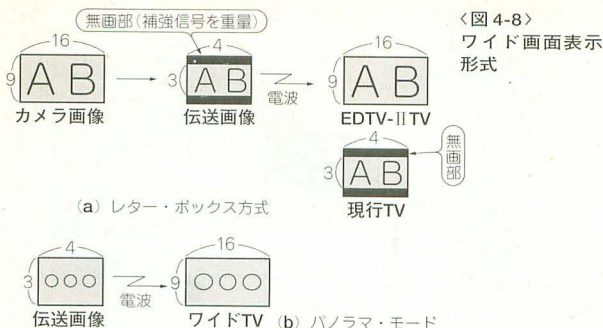 無画部(補強信号を重量)
〈図4-8〉
ワイド画面表示
形式
16
9
AB
カメラ画像
4
3
AB
伝送画像
電波
16
9
AB
EDTV-ⅡTV
4
3
AB
現行TV
無画部
(a) レター・ボックス方式
4
3
○○○
伝送画像
電波
16
9
○○○
ワイドTV
(b) パノラマ・モード